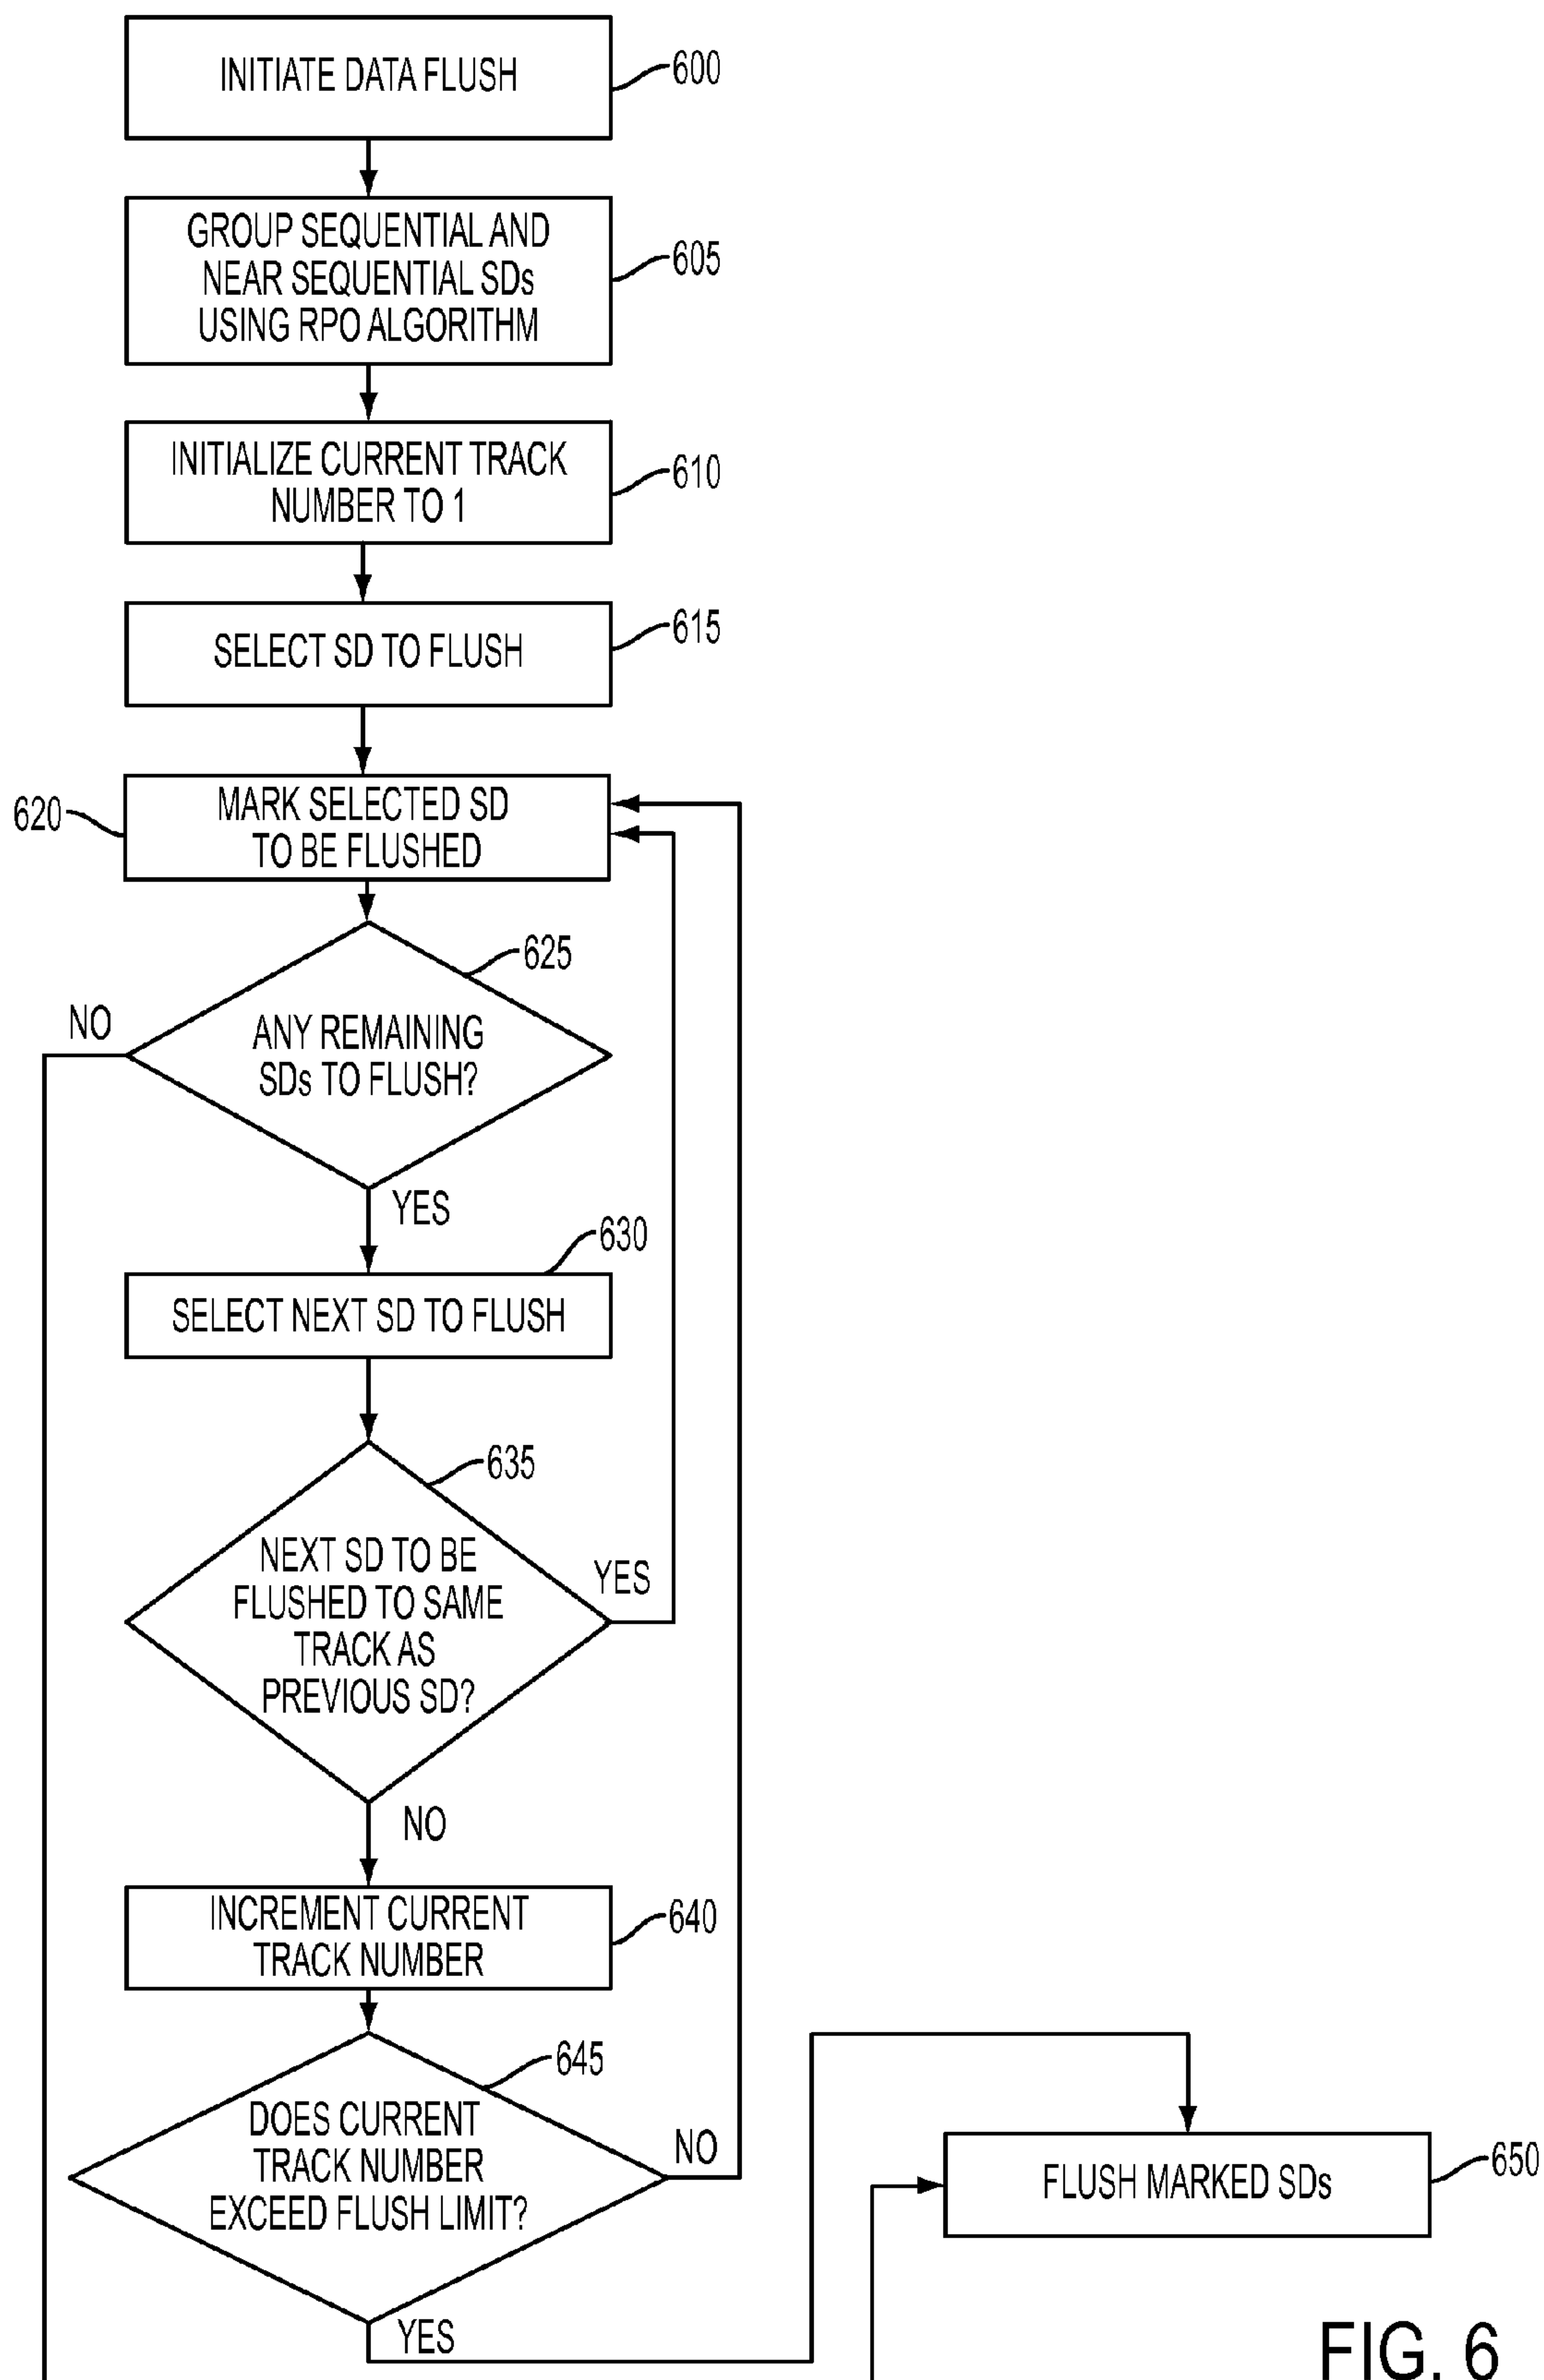 INITIATE DATA FLUSH
600
GROUP SEQUENTIAL AND
NEAR SEQUENTIAL SDs
USING RPO ALGORITHM
605
INITIALIZE CURRENT TRACK
NUMBER TO 1
610
SELECT SD TO FLUSH
615
MARK SELECTED SD
TO BE FLUSHED
620
625
NO
ANY REMAINING
SDs TO FLUSH?
YES
630
SELECT NEXT SD TO FLUSH
635
NEXT SD TO BE
FLUSHED TO SAME
TRACK AS
PREVIOUS SD?
YES
NO
INCREMENT CURRENT
TRACK NUMBER
640
645
DOES CURRENT
TRACK NUMBER
EXCEED FLUSH LIMIT?
NO
YES
FLUSH MARKED SDs
650
FIG. 6